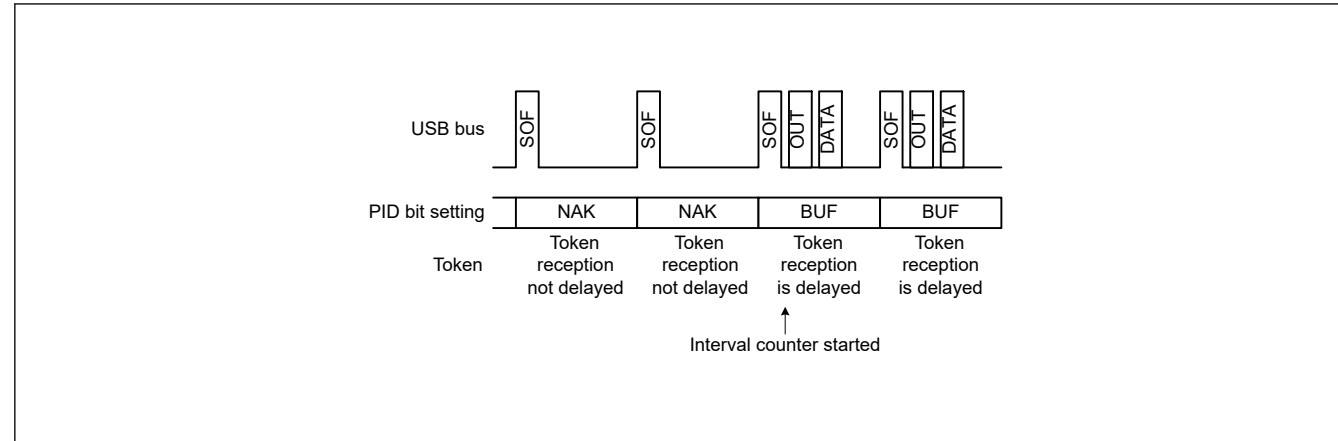 USB bus
SOF
SOF
SOF
OUT
DATA
SOF
OUT
DATA
PID bit setting
NAK
NAK
BUF
BUF
Token
Token
reception
not delayed
Token
reception
not delayed
Token
reception
is delayed
Token
reception
is delayed
Interval counter started